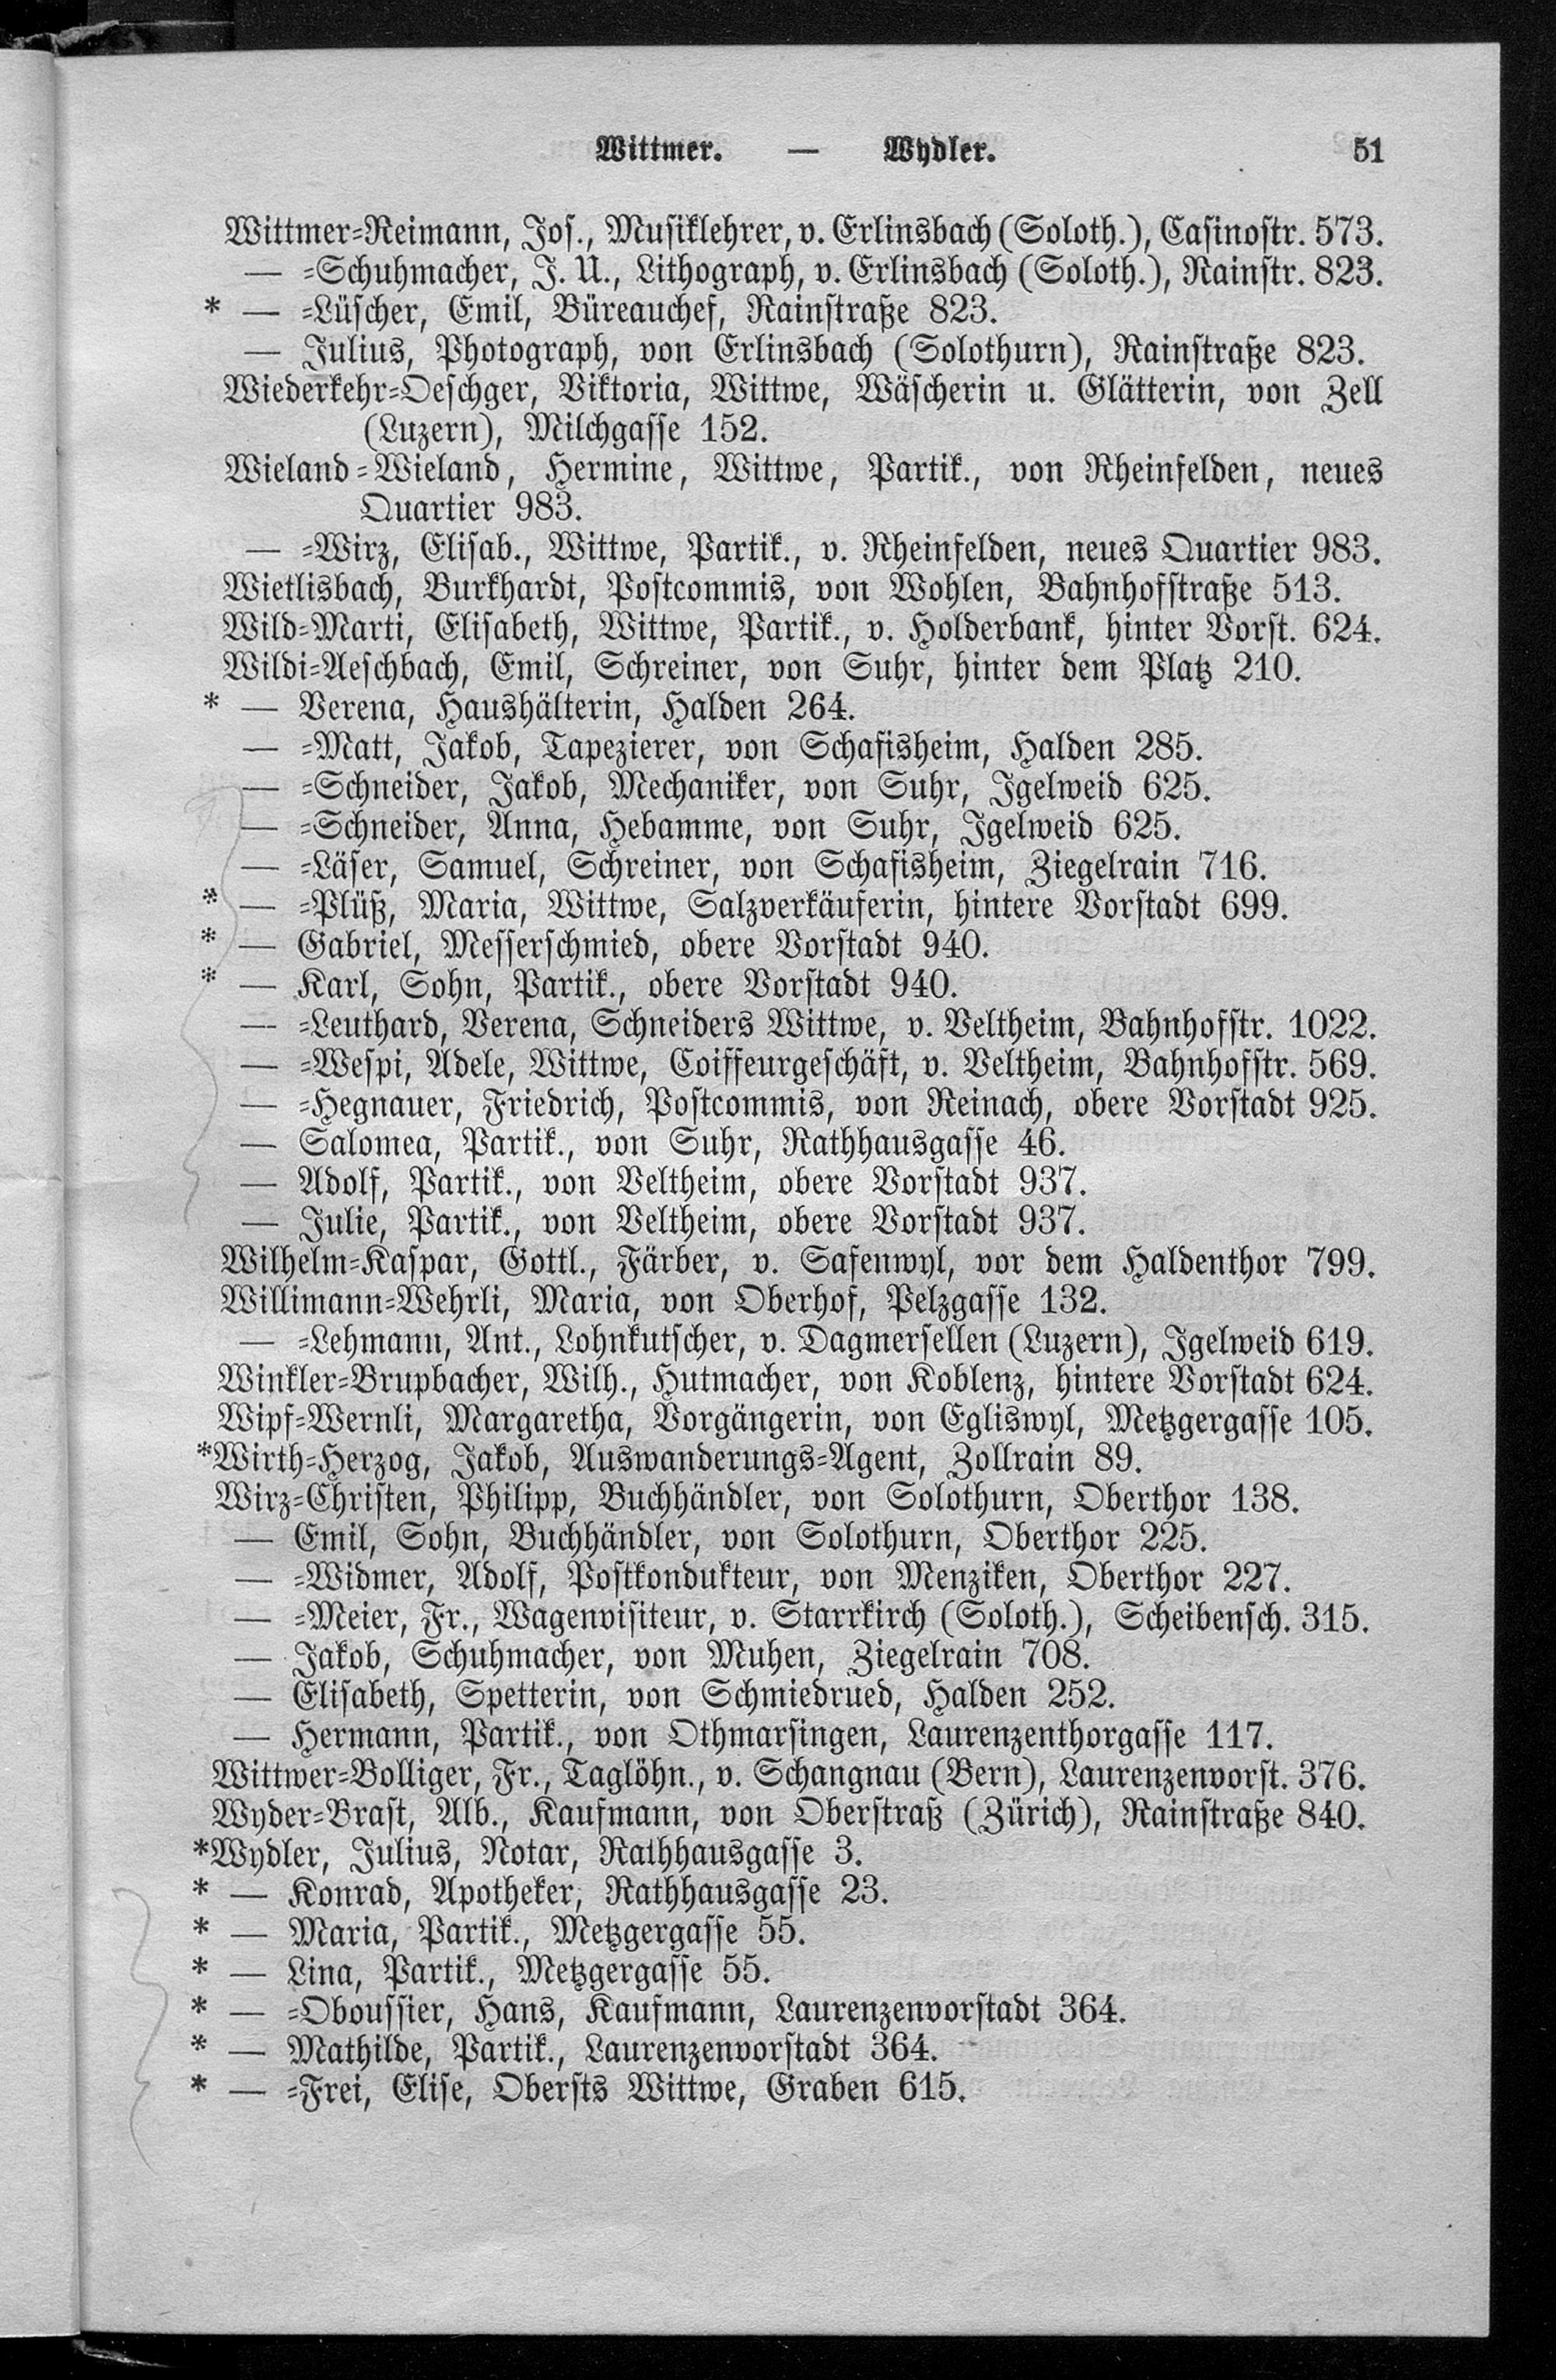 Wittmer. — Wydler. 51
Wittmer-Reimann, Jos., Musiklehrer, v. Erlinsbach (Soloth.), Casinostr. 573.
— -Schuhmacher, J. U., Lithograph, v. Erlinsbach (Soloth.), Rainstr. 823.
* — -Lüscher, Emil, Büreauchef, Rainstraße 823.
— Julius, Photograph, von Erlinsbach (Solothurn), Rainstraße 823.
Wiederkehr-Oeschger, Viktoria, Wittwe, Wäscherin u. Glätterin, von Zell
(Luzern), Milchgasse 152.
Wieland-Wieland, Hermine, Wittwe, Partik., von Rheinfelden, neues
Quartier 983.
— -Wirz, Elisab., Wittwe, Partik., v. Rheinfelden, neues Quartier 983.
Wietlisbach, Burkhardt, Postcommis, von Wohlen, Bahnhofstraße 513.
Wild-Marti, Elisabeth, Wittwe, Partik., v. Holderbank, hinter Vorst. 624.
Wildi-Aeschbach, Emil, Schreiner, von Suhr, hinter dem Platz 210.
* — Verena, Haushälterin, Halden 264.
— -Matt, Jakob, Tapezierer, von Schafisheim, Halden 285.
— -Schneider, Jakob, Mechaniker, von Suhr, Igelweid 625.
— -Schneider, Anna, Hebamme, von Suhr, Igelweid 625.
— -Läser, Samuel, Schreiner, von Schafisheim, Ziegelrain 716.
* — -Plüß, Maria, Wittwe, Salzverkäuferin, hintere Vorstadt 699.
* — Gabriel, Messerschmied, obere Vorstadt 940.
* — Karl, Sohn, Partik., obere Vorstadt 940.
— -Leuthard, Verena, Schneiders Wittwe, v. Veltheim, Bahnhofstr. 1022.
— -Wespi, Adele, Wittwe, Coiffeurgeschäft, v. Veltheim, Bahnhofstr. 569.
— -Hegnauer, Friedrich, Postcommis, von Reinach, obere Vorstadt 925.
— Salomea, Partik., von Suhr, Rathhausgasse 46.
— Adolf, Partik., von Veltheim, obere Vorstadt 937.
— Julie, Partik., von Veltheim, obere Vorstadt 937.
Wilhelm-Kaspar, Gottl., Färber, v. Safenwyl, vor dem Haldenthor 799.
Willimann-Wehrli, Maria, von Oberhof, Pelzgasse 132.
— -Lehmann, Ant., Lohnkutscher, v. Dagmersellen (Luzern), Igelweid 619.
Winkler-Brupbacher, Wilh., Hutmacher, von Koblenz, hintere Vorstadt 624.
Wipf-Wernli, Margaretha, Vorgängerin, von Egliswyl, Metzgergasse 105.
*Wirth-Herzog, Jakob, Auswanderungs-Agent, Zollrain 89.
Wirz-Christen, Philipp, Buchhändler, von Solothurn, Oberthor 138.
— Emil, Sohn, Buchhändler, von Solothurn, Oberthor 225.
— -Widmer, Adolf, Postkondukteur, von Menziken, Oberthor 227.
— -Meier, Fr., Wagenvisiteur, v. Starrkirch (Soloth.), Scheibensch. 315.
— Jakob, Schuhmacher, von Muhen, Ziegelrain 708.
— Elisabeth, Spetterin, von Schmiedrued, Halden 252.
— Hermann, Partik., von Othmarsingen, Laurenzenthorgasse 117.
Wittwer-Bolliger, Fr., Taglöhn., v. Schangnau (Bern), Laurenzenvorst. 376.
Wyder-Brast, Alb., Kaufmann, von Oberstraß (Zürich), Rainstraße 840.
*Wydler, Julius, Notar, Rathhausgasse 3.
* — Konrad, Apotheker, Rathhausgasse 23.
* — Maria, Partik., Metzgergasse 55.
* — Lina, Partik., Metzgergasse 55.
* — -Oboussier, Hans, Kaufmann, Laurenzenvorstadt 364.
* — Mathilde, Partik., Laurenzenvorstadt 364.
* — -Frei, Elise, Obersts Wittwe, Graben 615.